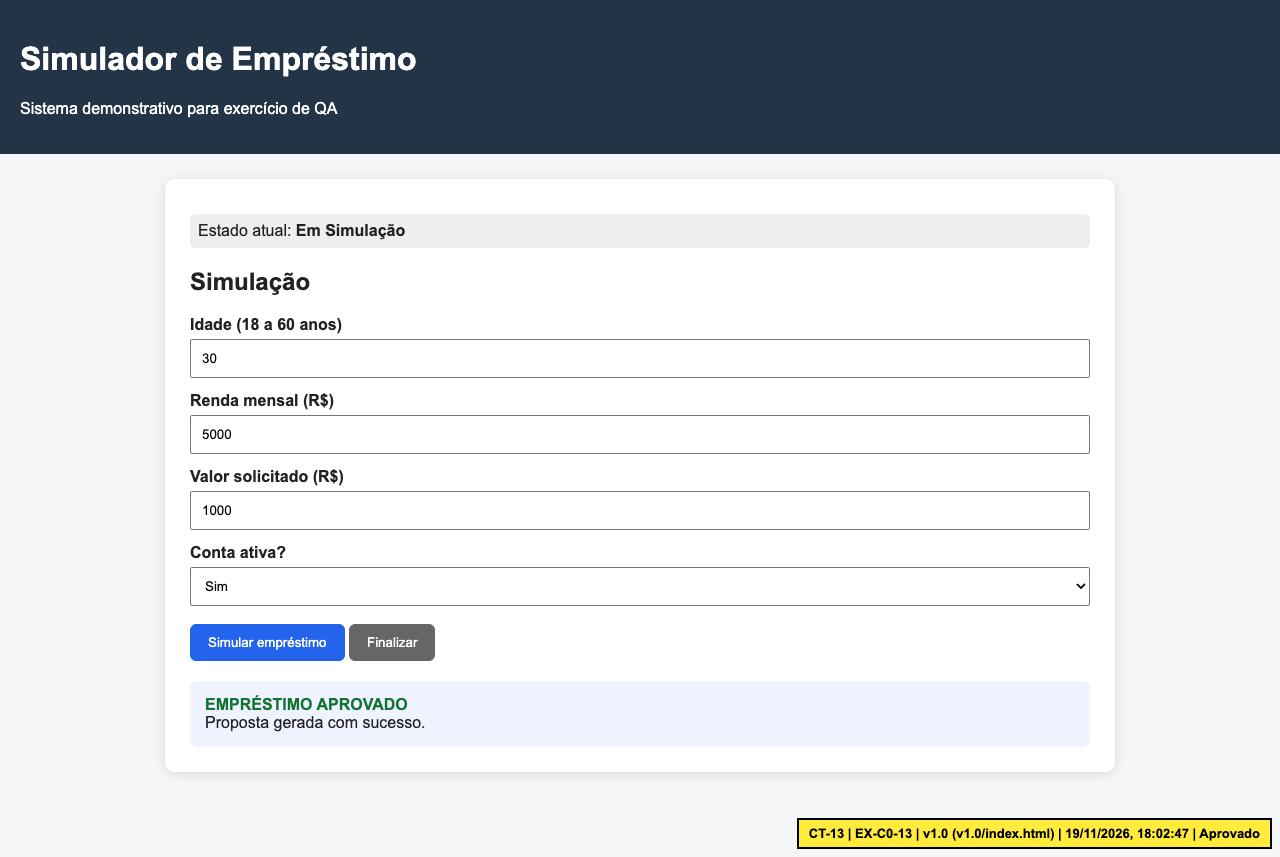 Simulador de Empréstimo
Sistema demonstrativo para exercício de QA
Estado atual: Em Simulação
Simulação
Idade (18 a 60 anos)
30
Renda mensal (R$)
5000
Valor solicitado (R$)
1000
Conta ativa?
Sim
Simular empréstimo Finalizar
EMPRÉSTIMO APROVADO
Proposta gerada com sucesso.
CT-13 | EX-C0-13 | v1.0 (v1.0/index.html) | 19/11/2026, 18:02:47 | Aprovado